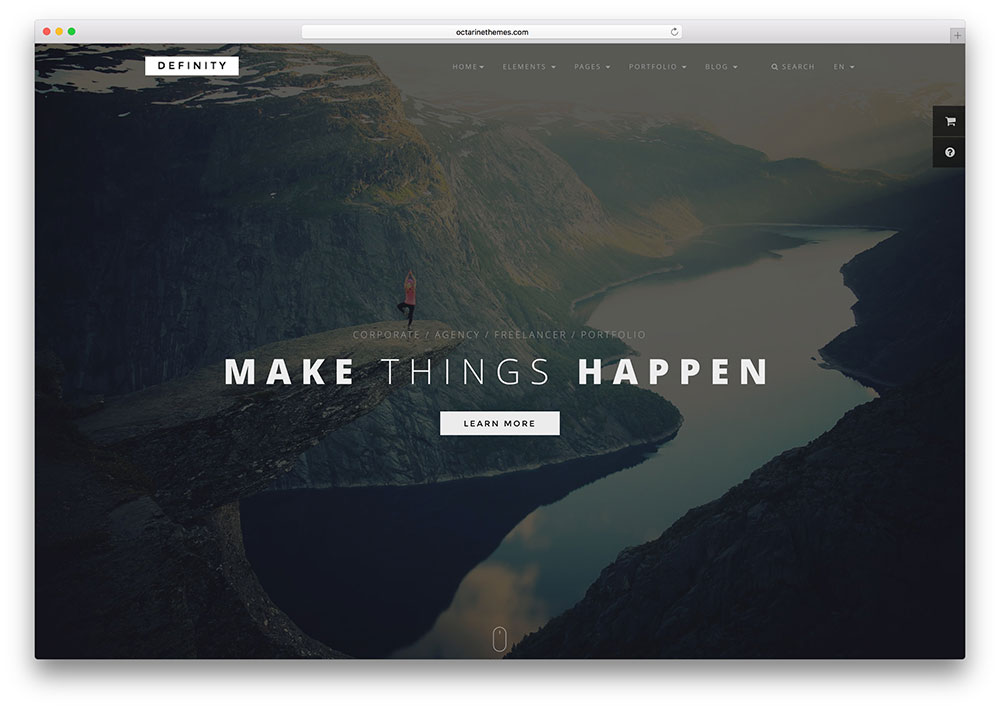 octarinethemes.com
DEFINITY
HOME ELEMENTS PAGES PORTFOLIO BLOG SEARCH EN
CORPORATE / AGENCY / FREELANCER / PORTFOLIO
MAKE THINGS HAPPEN
LEARN MORE